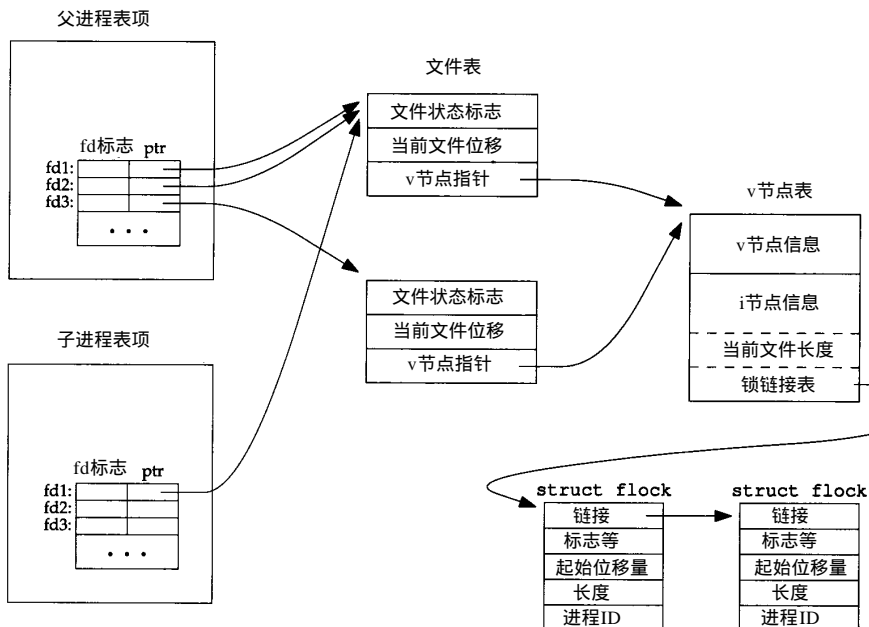 父进程表项
fd标志 ptr
fd1:
fd2:
fd3:
• • •
子进程表项
fd标志 ptr
fd1:
fd2:
fd3:
• • •
文件表
文件状态标志
当前文件位移
v节点指针
文件状态标志
当前文件位移
v节点指针
v节点表
v节点信息
i节点信息
当前文件长度
锁链接表
struct flock
链接
标志等
起始位移量
长度
进程ID
struct flock
链接
标志等
起始位移量
长度
进程ID